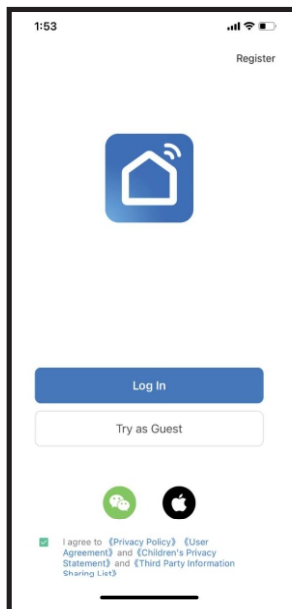 1:53
Register
Log In
Try as Guest
I agree to 《Privacy Policy》 《User
Agreement》 and 《Children's Privacy
Statement》 and 《Third Party Information
Sharing List》